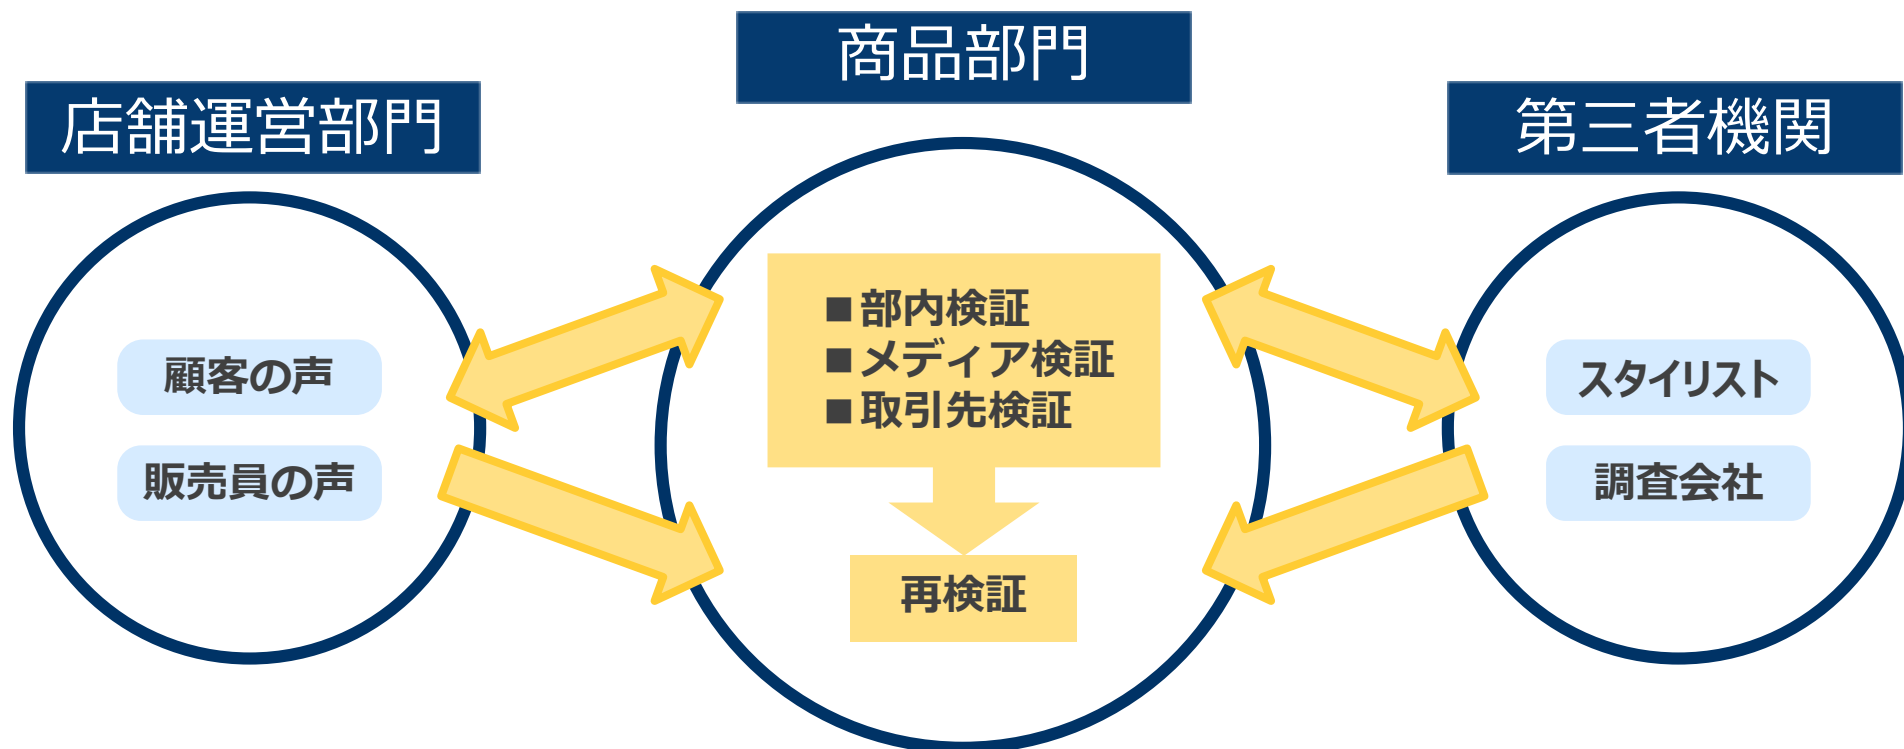 商品部門
店舗運営部門
第三者機関
■部内検証
■メディア検証
■取引先検証
再検証
顧客の声
販売員の声
スタイリスト
調査会社